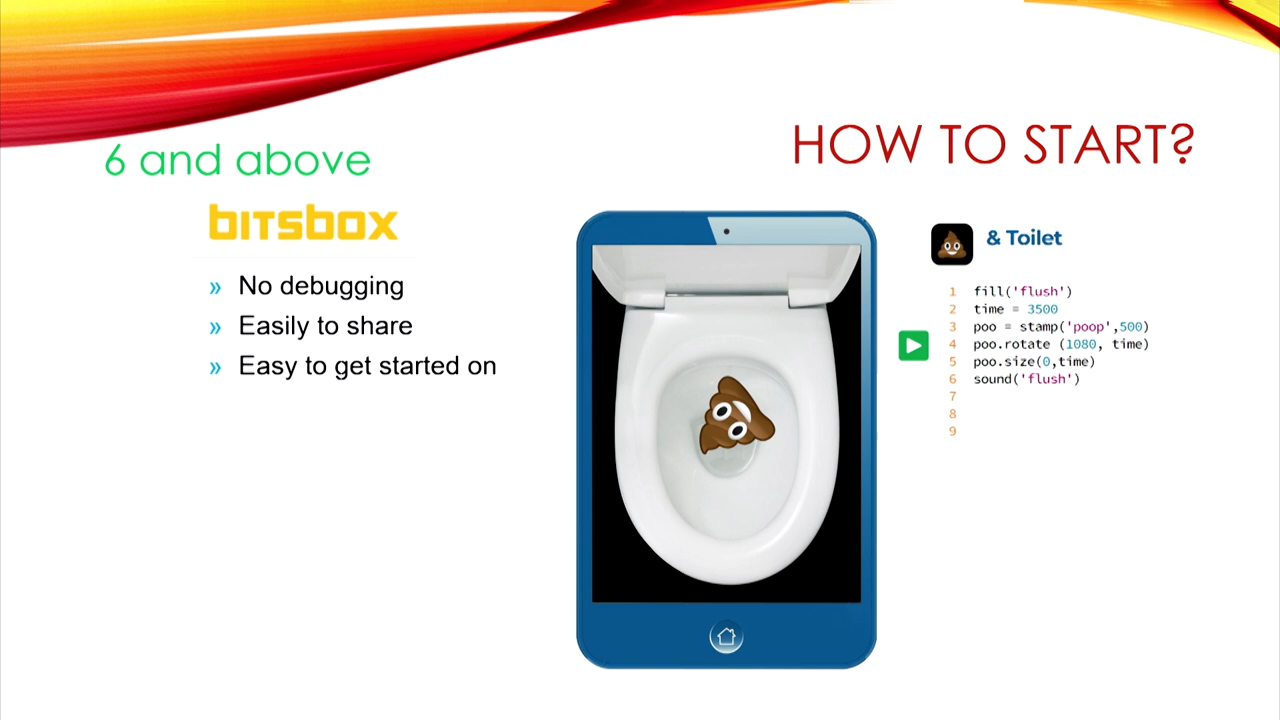 HOW TO START?
6 and above
bitsbox
» No debugging
» Easily to share
» Easy to get started on
& Toilet
1 fill('flush')
2 time = 3500
3 poo = stamp('poop',500)
4 poo.rotate (1080, time)
5 poo.size(0,time)
6 sound('flush')
7
8
9